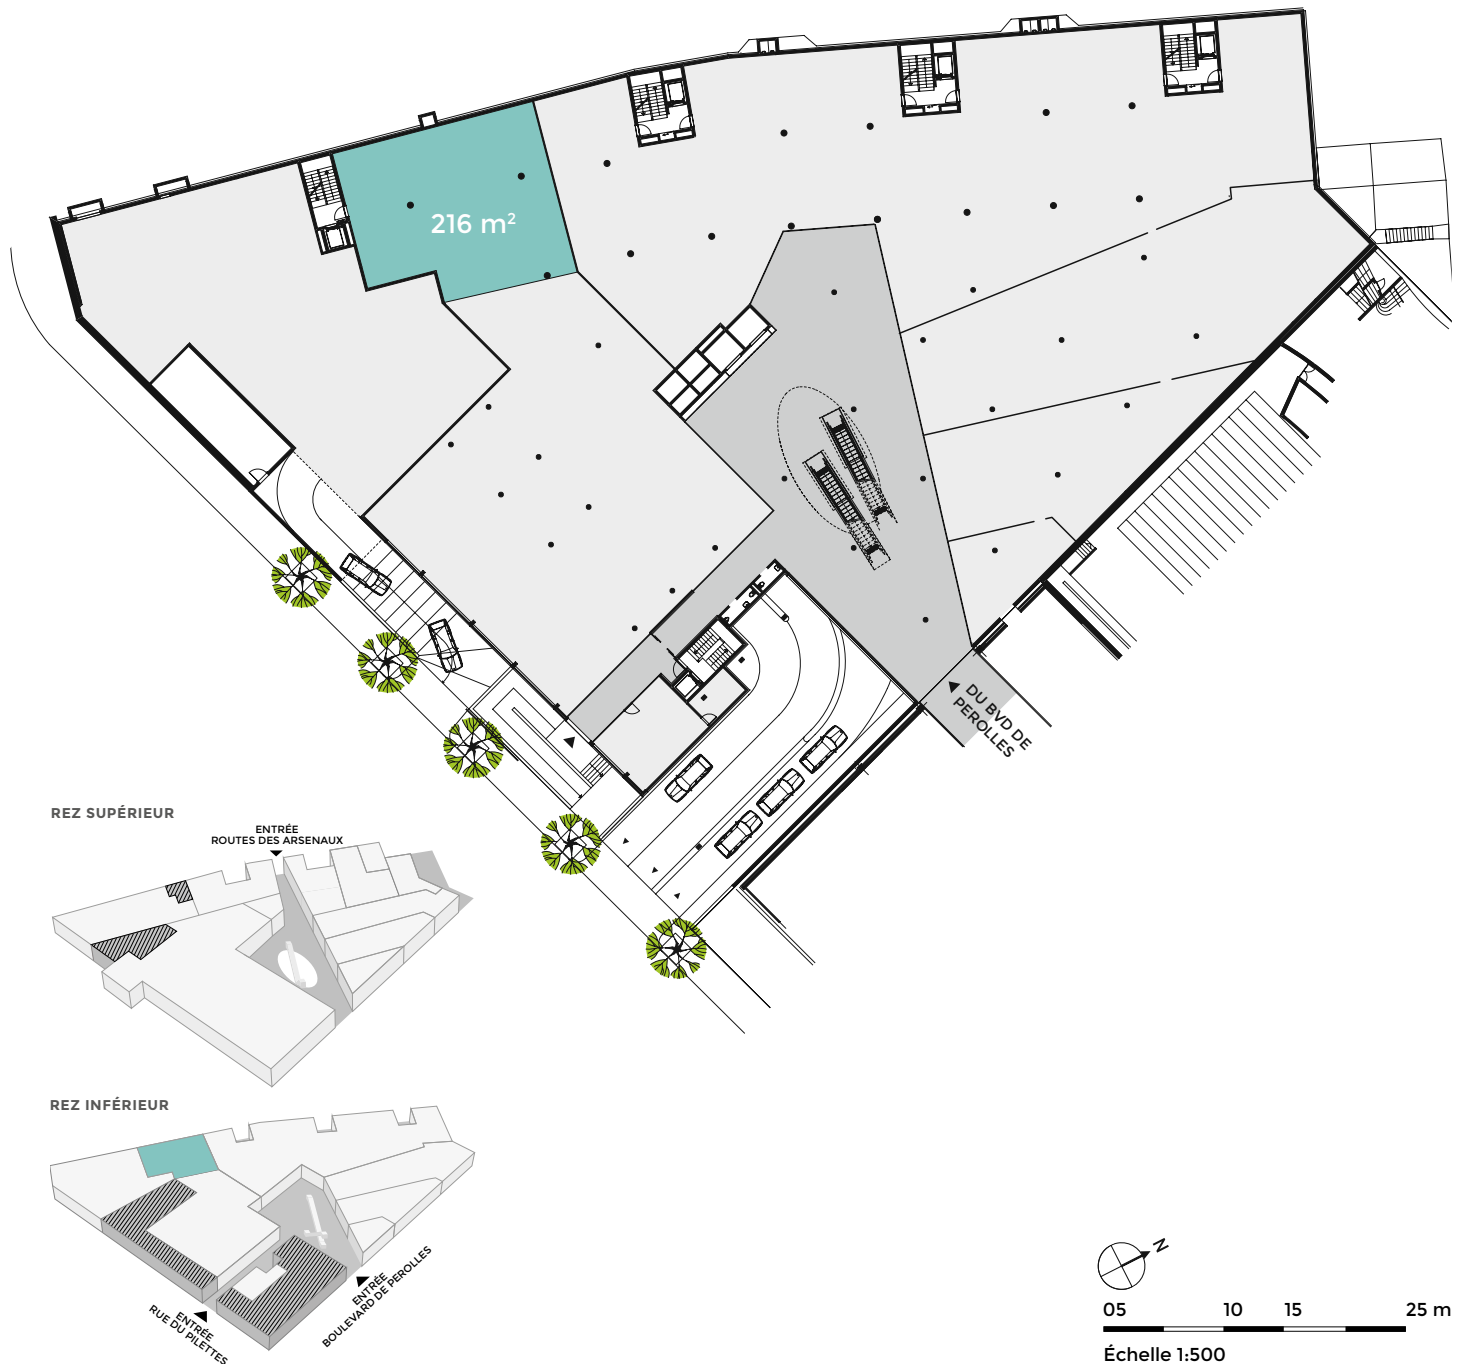 216 m²
DU BVD DE
PEROLLES
REZ SUPÉRIEUR
ENTRÉE
ROUTES DES ARSENAUX
REZ INFÉRIEUR
ENTRÉE
RUE DU PILETTES
ENTRÉE
BOULEVARD DE PEROLLES
N
05 10 15 25 m
Échelle 1:500